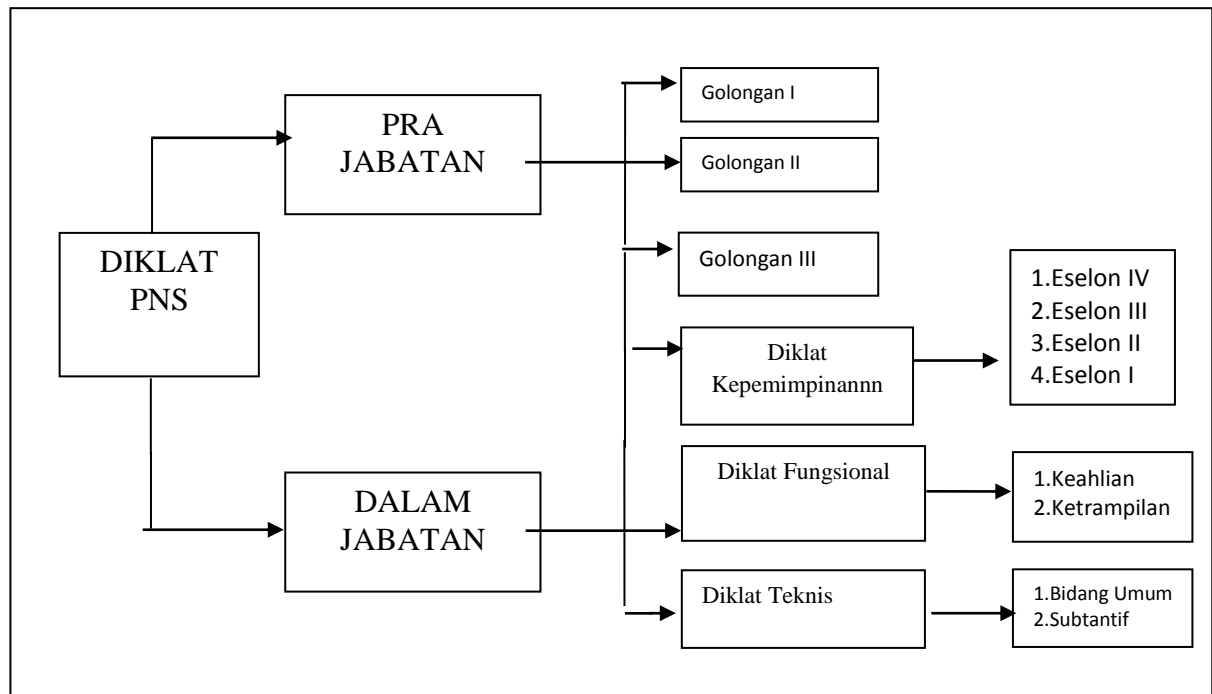 DIKLAT
PNS
PRA
JABATAN
Golongan I
Golongan II
Golongan III
DALAM
JABATAN
Diklat
Kepemimpinannn
1.Eselon IV
2.Eselon III
3.Eselon II
4.Eselon I
Diklat Fungsional
1.Keahlian
2.Ketrampilan
Diklat Teknis
1.Bidang Umum
2.Subtantif